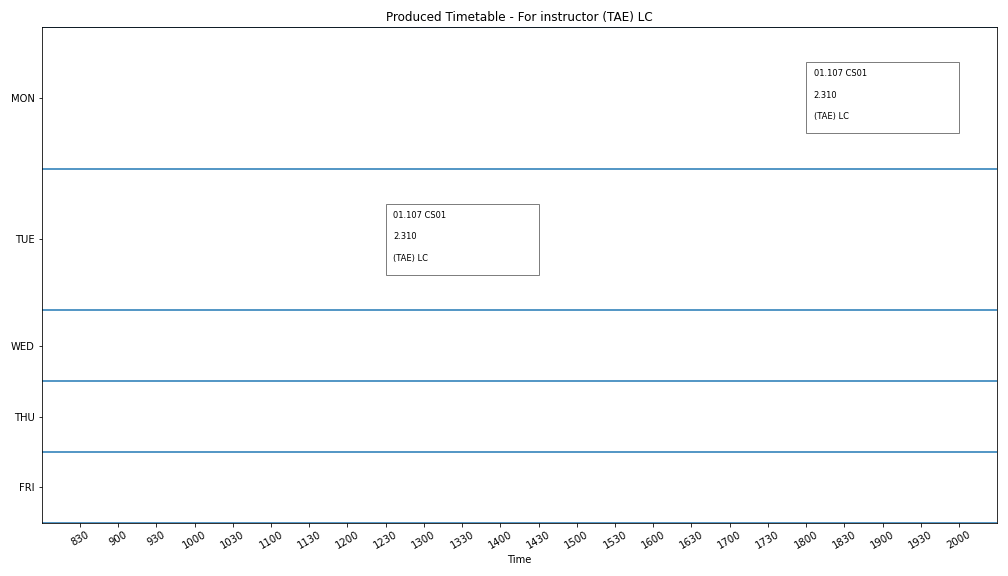 Produced Timetable - For instructor (TAE) LC
MON
01.107 CS01
2.310
(TAE) LC
TUE
01.107 CS01
2.310
(TAE) LC
WED
THU
FRI
830 900 930 1000 1030 1100 1130 1200 1230 1300 1330 1400 1430 1500 1530 1600 1630 1700 1730 1800 1830 1900 1930 2000
Time